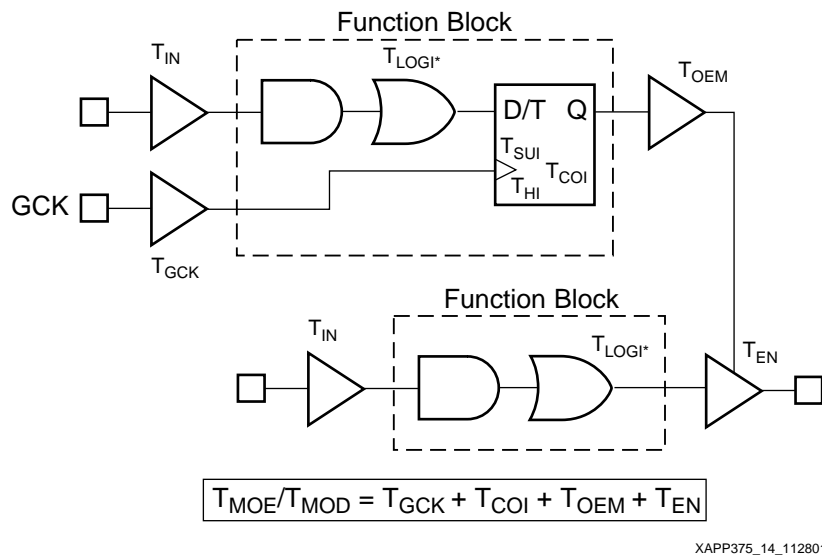 Function Block
T_IN
T_LOGI*
T_OEM
D/T Q
T_SUI
T_COI
T_HI
GCK
T_GCK
Function Block
T_IN
T_LOGI*
T_EN
T_MOE/T_MOD = T_GCK + T_COI + T_OEM + T_EN
XAPP375_14_112801